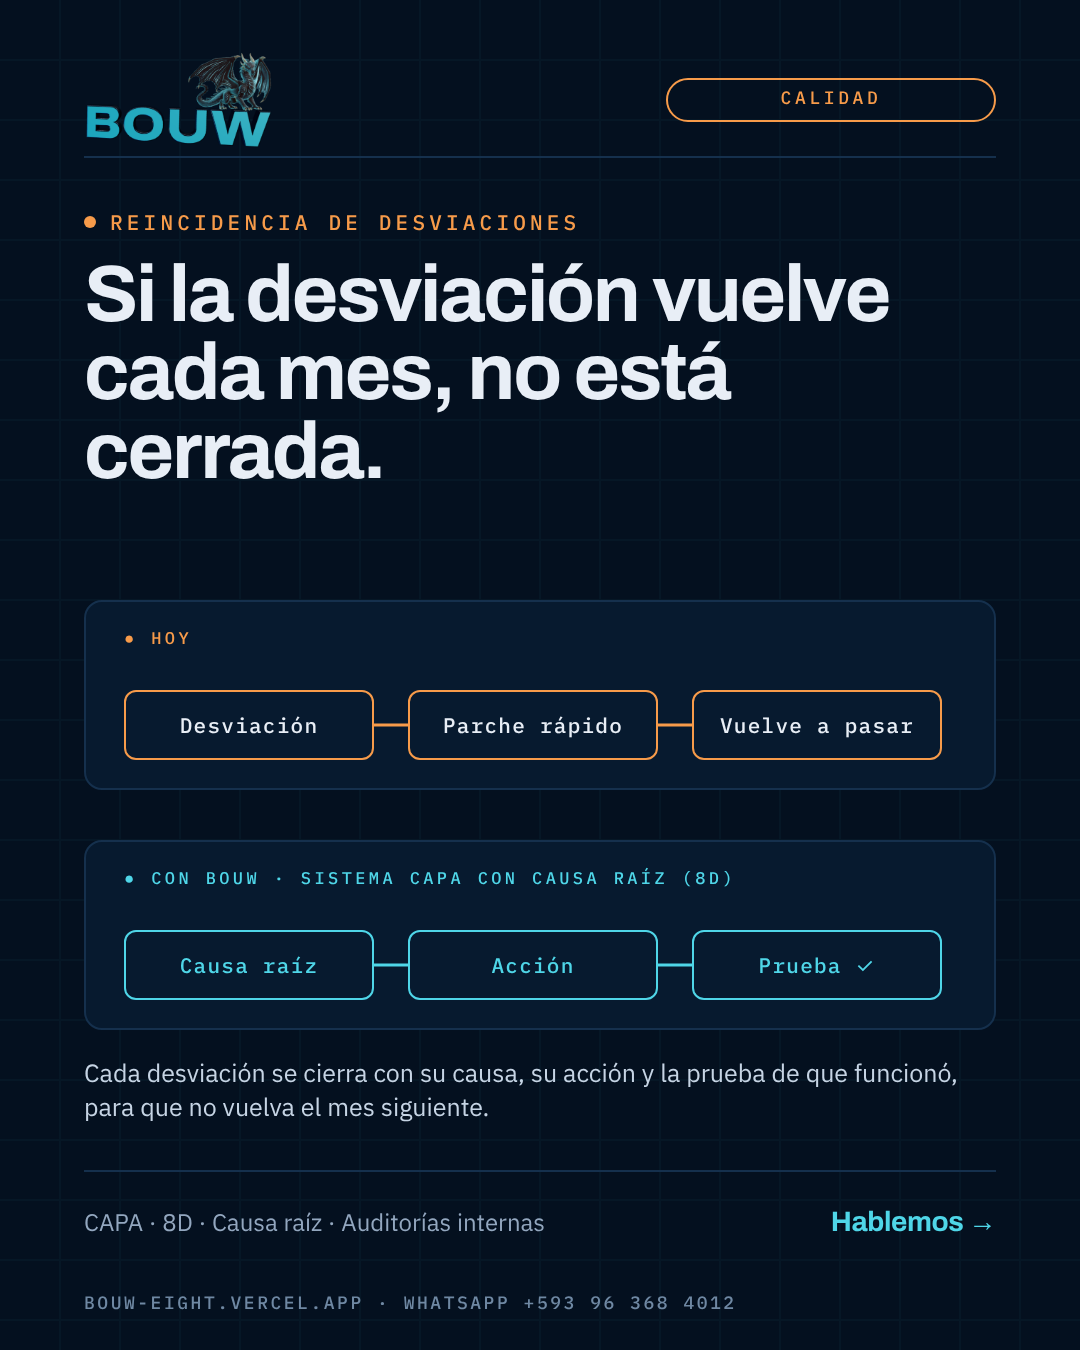 BOUW
CALIDAD
● REINCIDENCIA DE DESVIACIONES
Si la desviación vuelve
cada mes, no está
cerrada.
● HOY
Desviación
Parche rápido
Vuelve a pasar
● CON BOUW · SISTEMA CAPA CON CAUSA RAÍZ (8D)
Causa raíz
Acción
Prueba ✓
Cada desviación se cierra con su causa, su acción y la prueba de que funcionó,
para que no vuelva el mes siguiente.
CAPA · 8D · Causa raíz · Auditorías internas
Hablemos →
BOUW-EIGHT.VERCEL.APP · WHATSAPP +593 96 368 4012